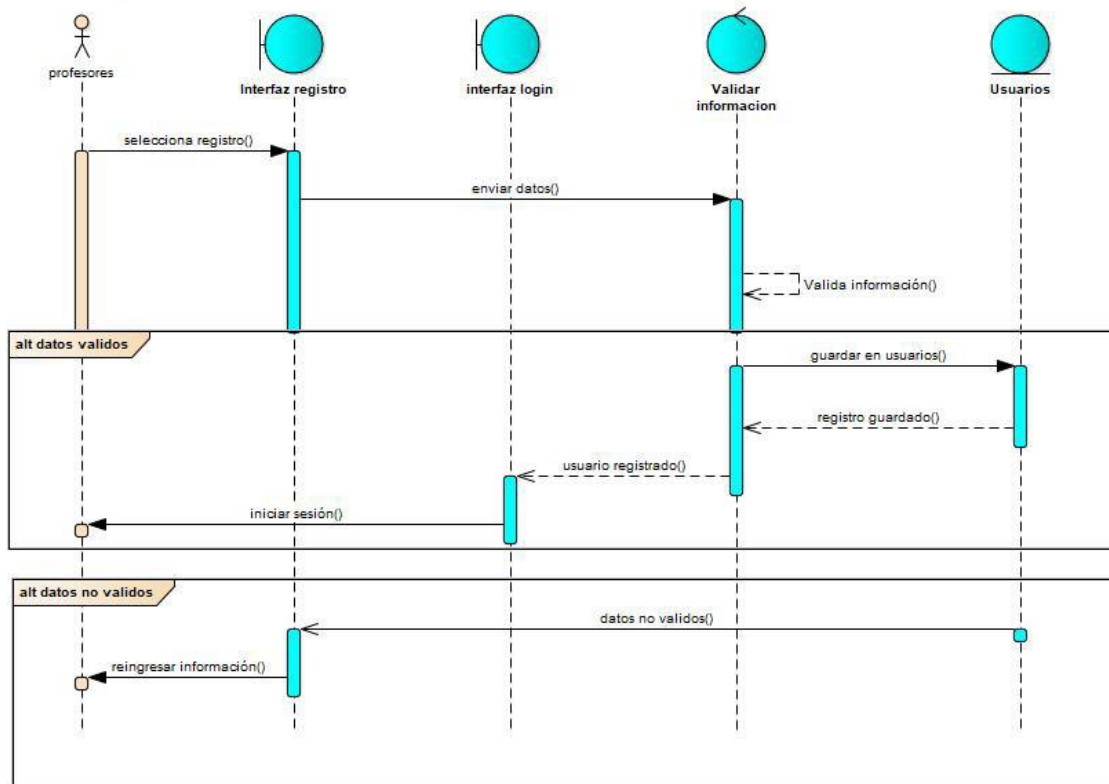 profesores
Interfaz registro
interfaz login
Validar
informacion
Usuarios
selecciona registro()
enviar datos()
Valida información()
alt datos validos
guardar en usuarios()
registro guardado()
usuario registrado()
iniciar sesión()
alt datos no validos
datos no validos()
reingresar información()